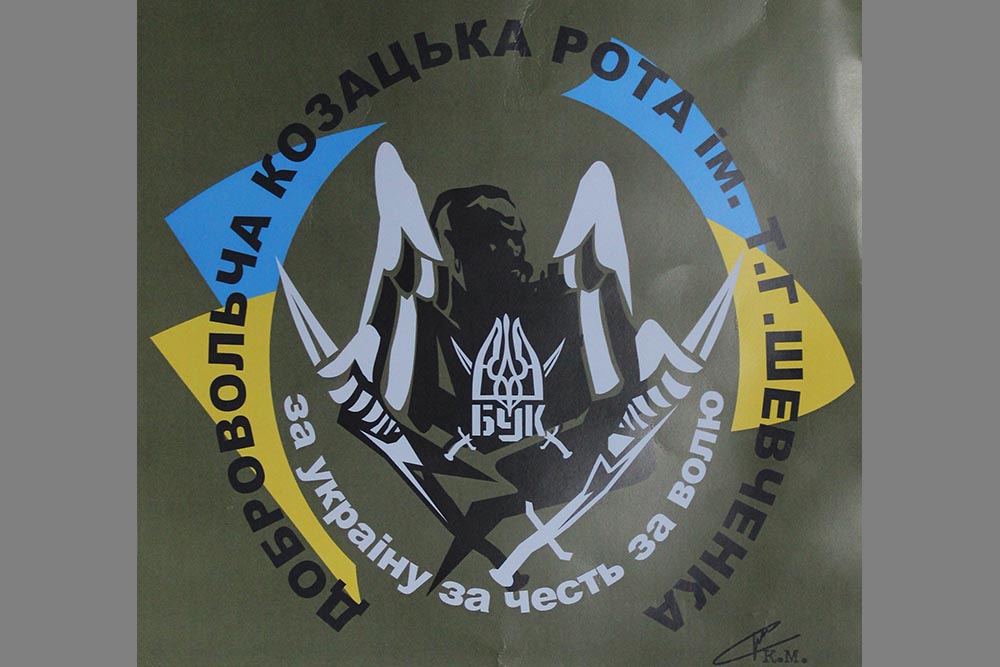 ДОБРОВОЛЬЧА КОЗАЦЬКА РОТА ім. Т.Г.ШЕВЧЕНКА
БУК
за україну за честь за волю
К.М.